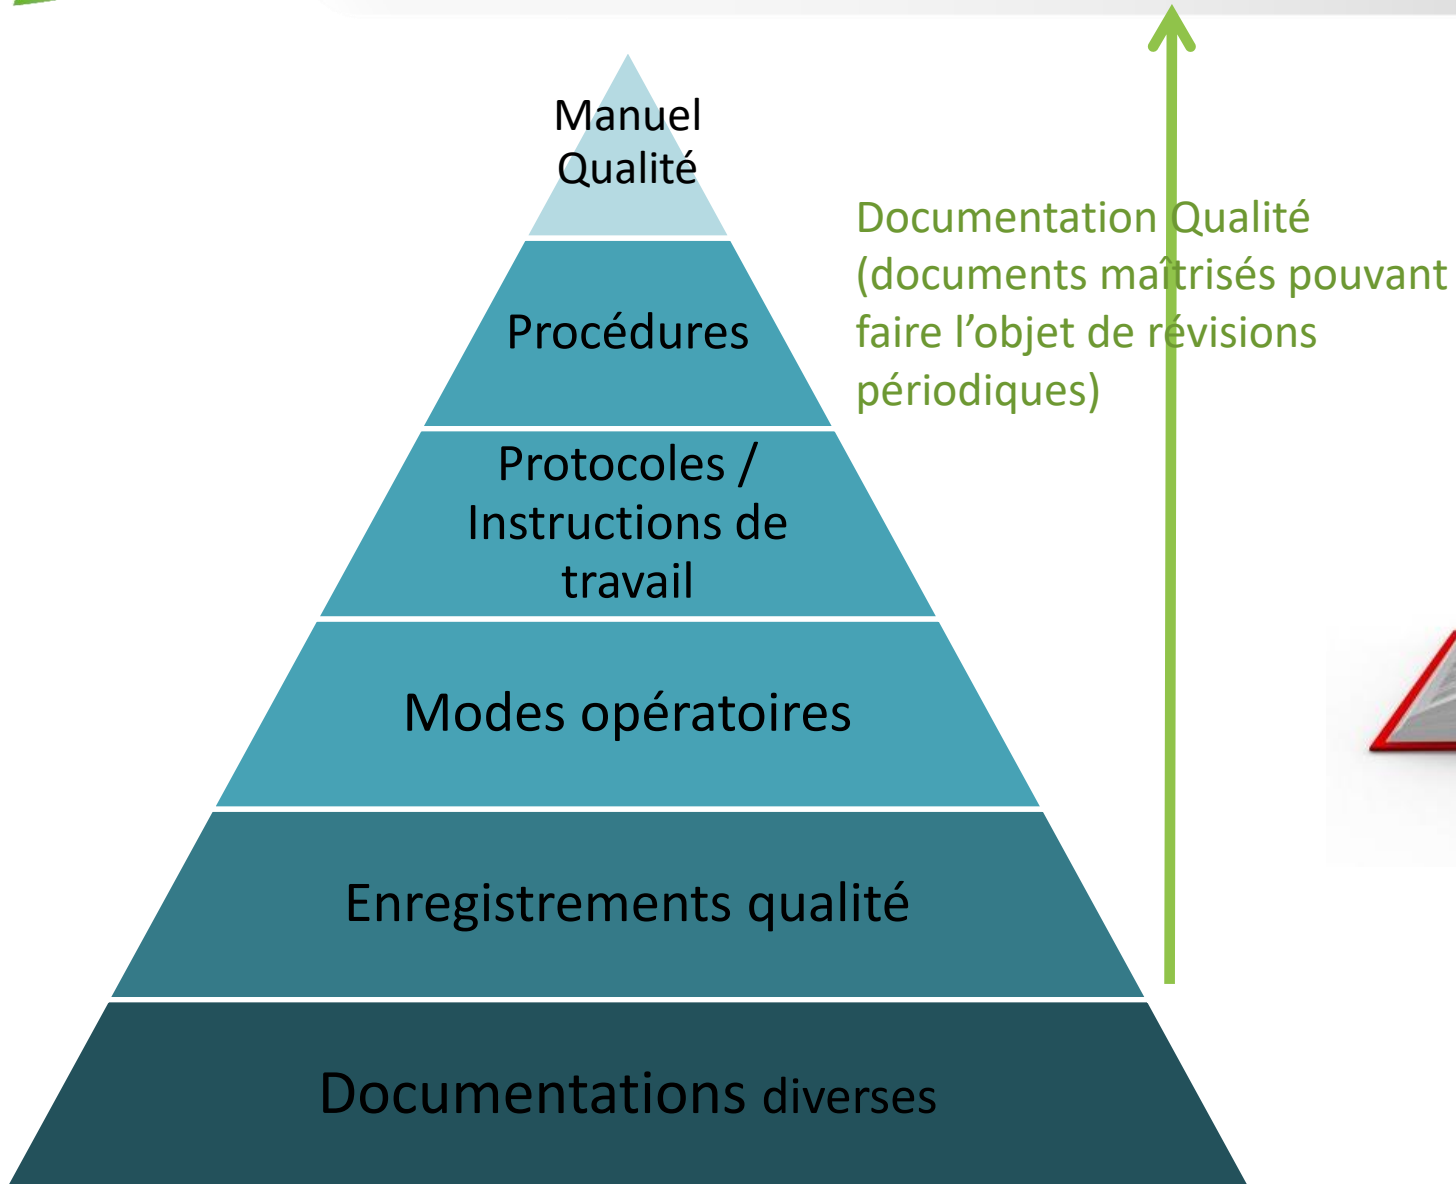 Manuel
Qualité
Documentation Qualité
(documents maîtrisés pouvant
faire l’objet de révisions
périodiques)
Procédures
Protocoles /
Instructions de
travail
Modes opératoires
Enregistrements qualité
Documentations diverses